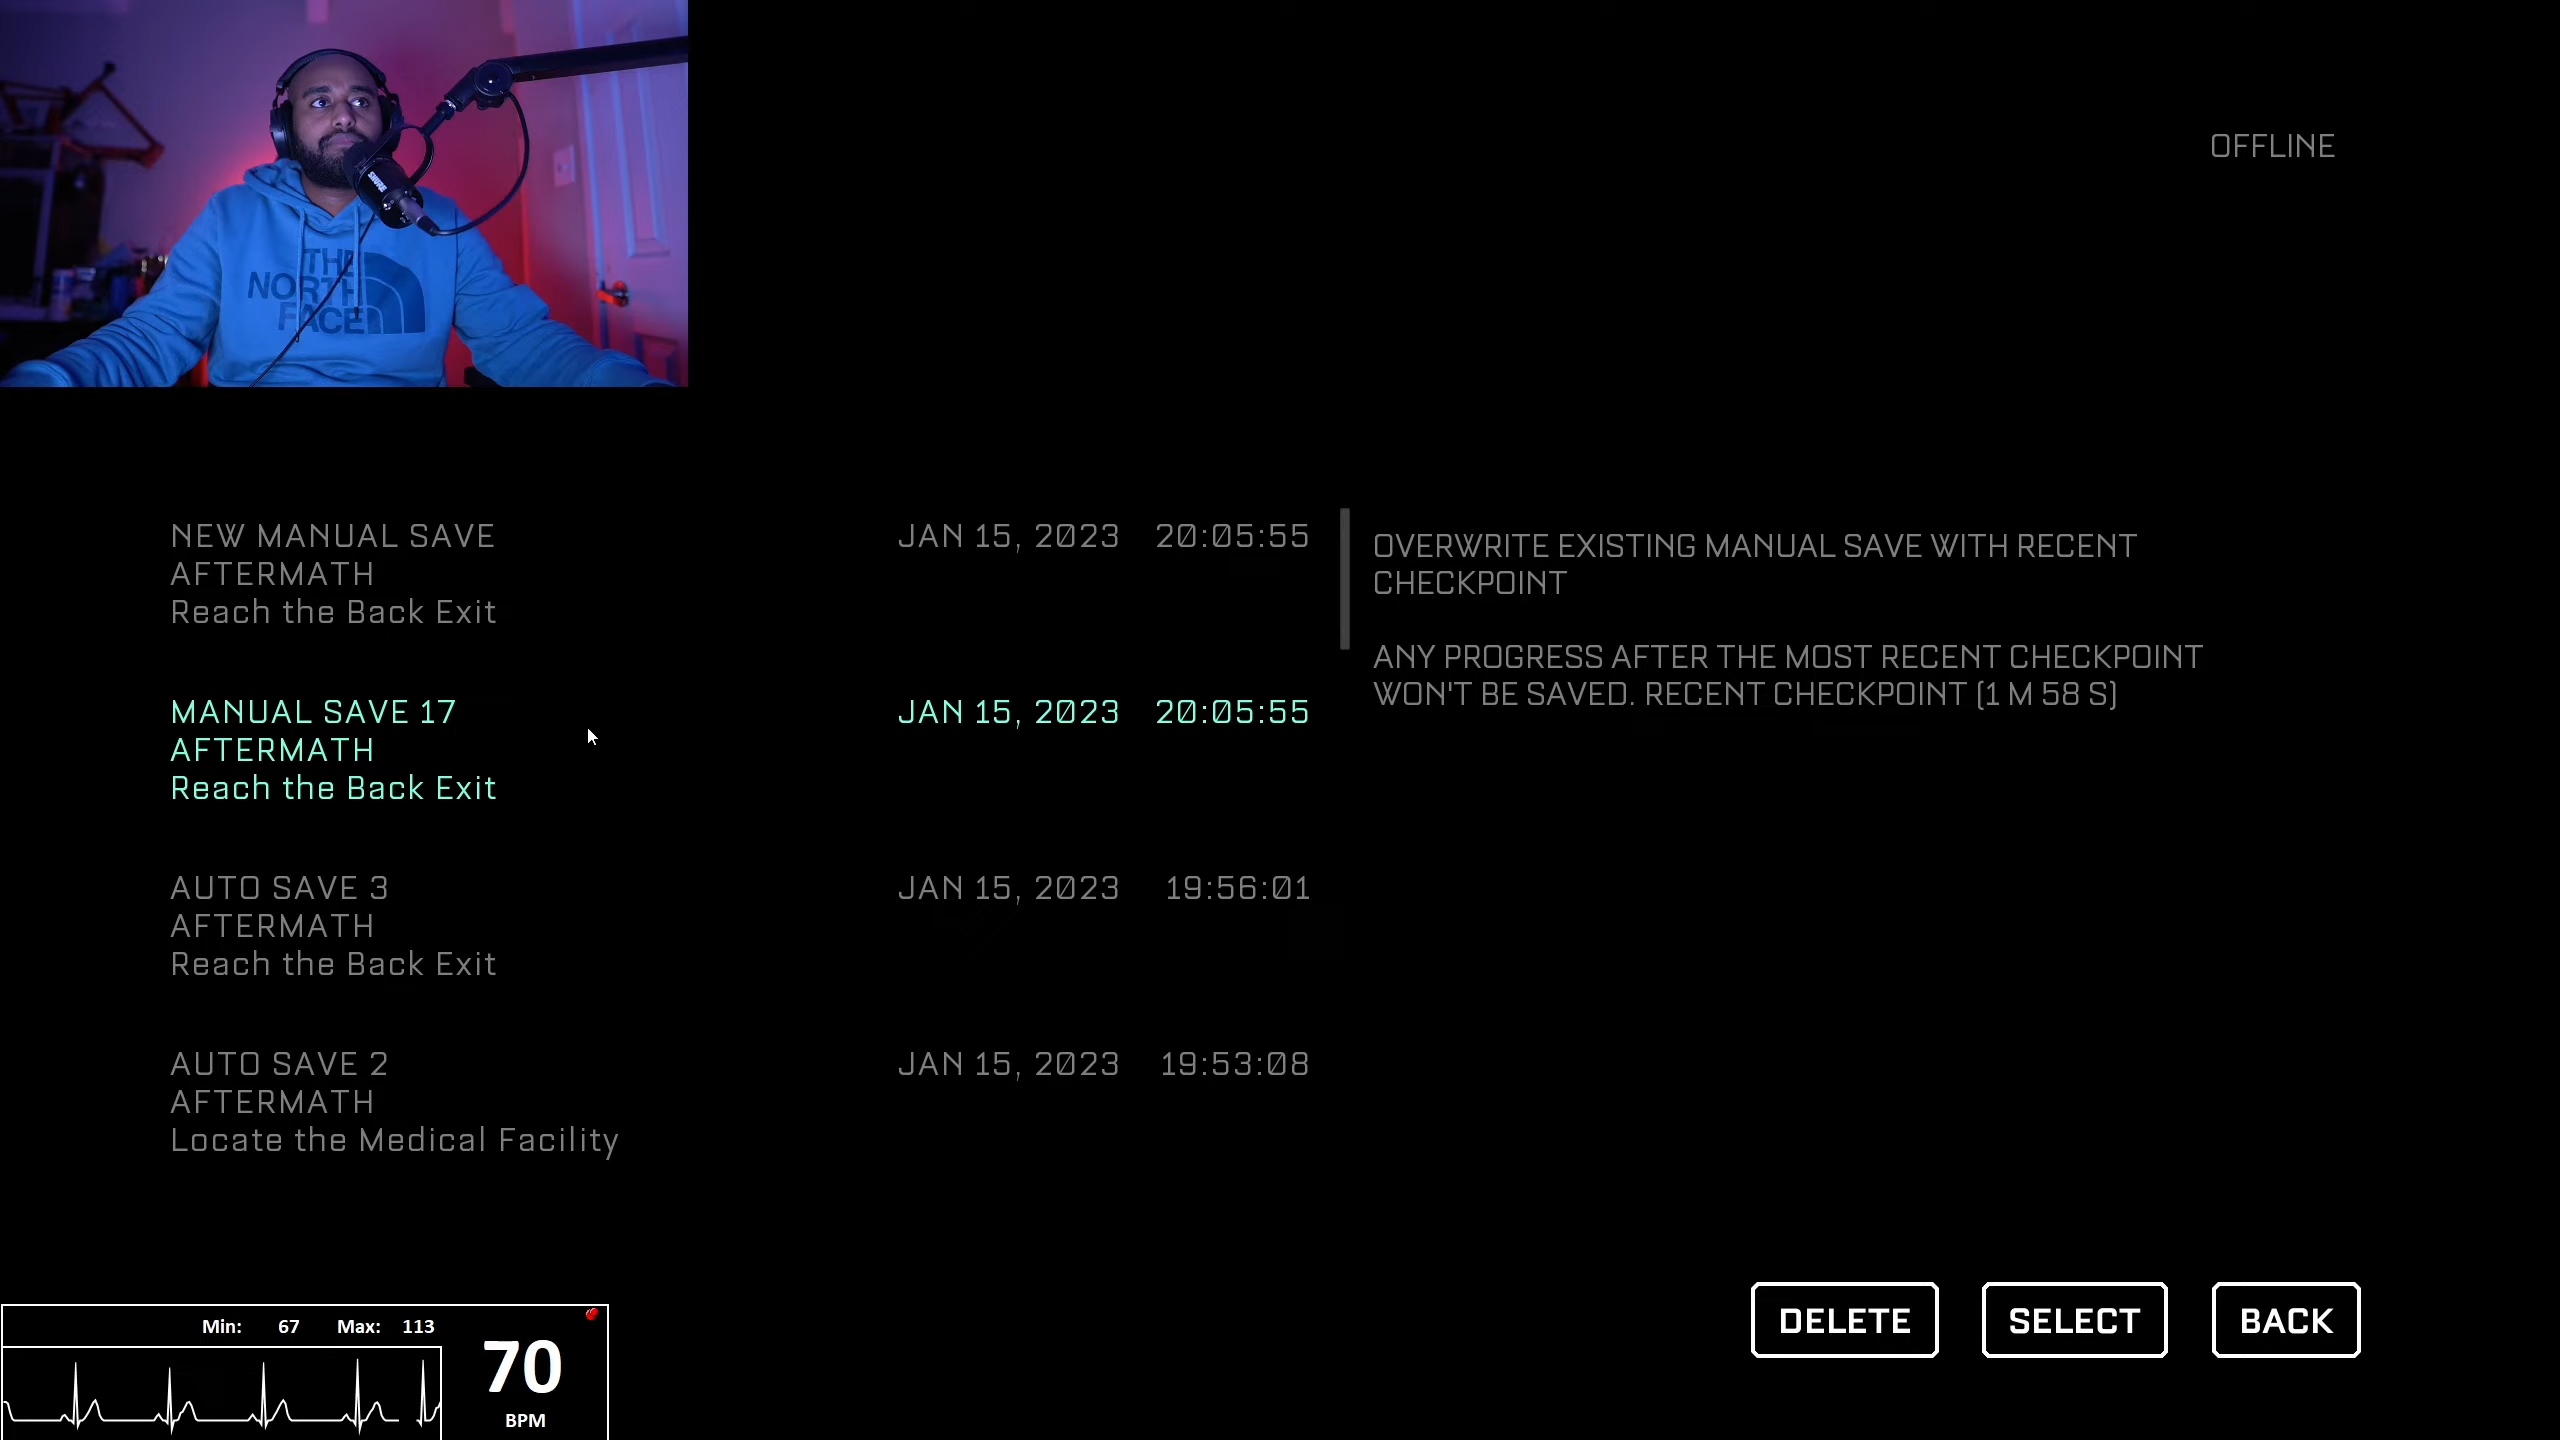 THE
NORTH
FACE
SHURE
OFFLINE
NEW MANUAL SAVE JAN 15, 2023 20:05:55
AFTERMATH
Reach the Back Exit
MANUAL SAVE 17 JAN 15, 2023 20:05:55
AFTERMATH
Reach the Back Exit
AUTO SAVE 3 JAN 15, 2023 19:56:01
AFTERMATH
Reach the Back Exit
AUTO SAVE 2 JAN 15, 2023 19:53:08
AFTERMATH
Locate the Medical Facility
OVERWRITE EXISTING MANUAL SAVE WITH RECENT
CHECKPOINT
ANY PROGRESS AFTER THE MOST RECENT CHECKPOINT
WON'T BE SAVED. RECENT CHECKPOINT (1 M 58 S)
DELETE SELECT BACK
Min: 67 Max: 113
70
BPM